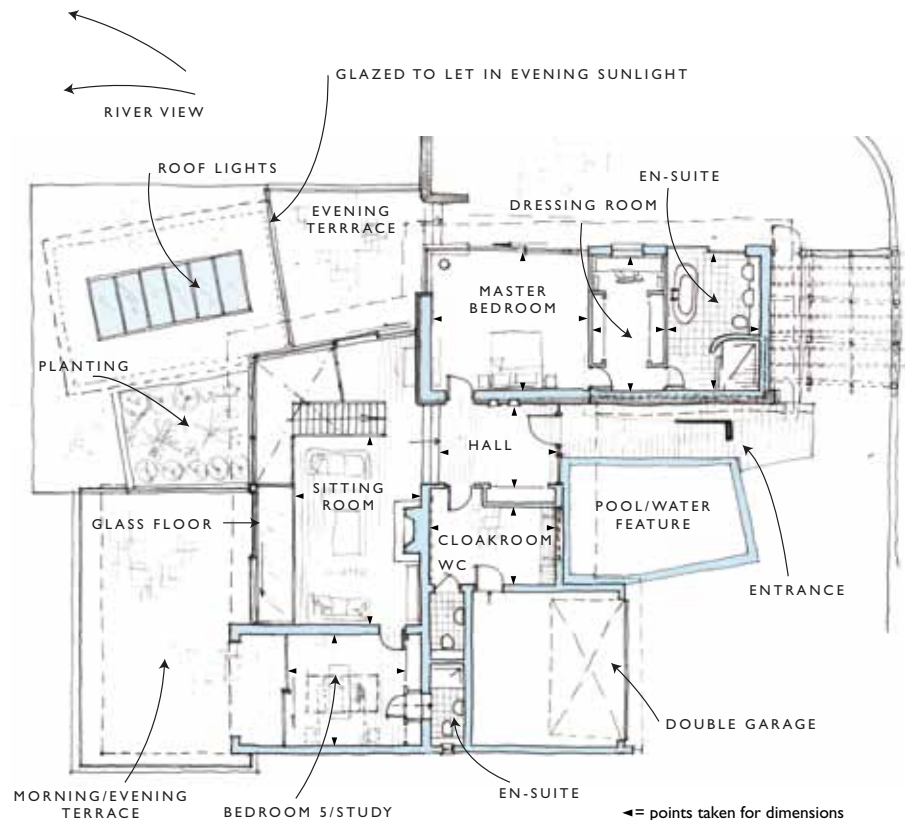 GLAZED TO LET IN EVENING SUNLIGHT
RIVER VIEW
ROOF LIGHTS
EN-SUITE
DRESSING ROOM
EVENING
TERRRACE
MASTER
BEDROOM
PLANTING
HALL
SITTING
ROOM
POOL/WATER
FEATURE
GLASS FLOOR
CLOAKROOM
WC
ENTRANCE
DOUBLE GARAGE
EN-SUITE
MORNING/EVENING
TERRACE
BEDROOM 5/STUDY
◄= points taken for dimensions